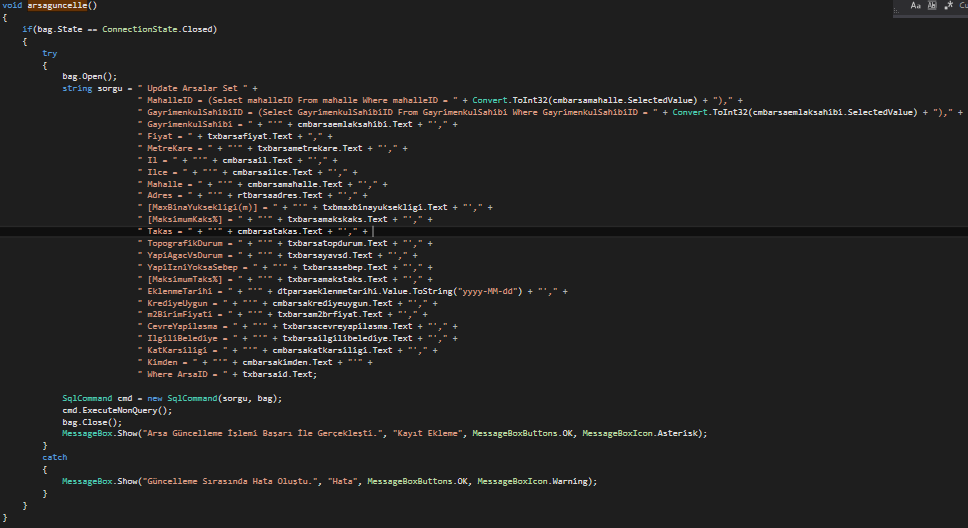 void arsaguncelle()
{
if(bag.State == ConnectionState.Closed)
{
try
{
bag.Open();
string sorgu = " Update Arsalar Set " +
" MahalleID = (Select mahalleID From mahalle Where mahalleID = " + Convert.ToInt32(cmbarsamahalle.SelectedValue) + ")," +
" GayrimenkulSahibiID = (Select GayrimenkulSahibiID From GayrimenkulSahibi Where GayrimenkulSahibiID = " + Convert.ToInt32(cmbarsaemlaksahibi.SelectedValue) + ")," +
" GayrimenkulSahibi = " + "'" + cmbarsaemlaksahibi.Text + "'," +
" Fiyat = " + txbarsafiyat.Text + "," +
" MetreKare = " + "'" + txbarsametrekare.Text + "'," +
" Il = " + "'" + cmbarsail.Text + "'," +
" Ilce = " + "'" + cmbarsailce.Text + "'," +
" Mahalle = " + "'" + cmbarsamahalle.Text + "'," +
" Adres = " + "'" + rtbarsaadres.Text + "'," +
" [MaxBinaYuksekligi(m)] = " + "'" + txbmaxbinayuksekligi.Text + "'," +
" [MaksimumKaks%] = " + "'" + txbarsamakskaks.Text + "'," +
" Takas = " + "'" + cmbarsatakas.Text + "'," +
" TopografikDurum = " + "'" + txbarsatopdurum.Text + "'," +
" YapiAgacVsDurum = " + "'" + txbarsayavsd.Text + "'," +
" YapiIzniYoksaSebep = " + "'" + txbarsasebep.Text + "'," +
" [MaksimumTaks%] = " + "'" + txbarsamakstaks.Text + "'," +
" EklenmeTarihi = " + "'" + dtparsaeklenmetarihi.Value.ToString("yyyy-MM-dd") + "'," +
" KrediyeUygun = " + "'" + cmbarsakrediyeuygun.Text + "'," +
" m2BirimFiyati = " + "'" + txbarsam2brfiyat.Text + "'," +
" CevreYapilasma = " + "'" + txbarsacevreyapilasma.Text + "'," +
" IlgiliBelediye = " + "'" + txbarsailgilibelediye.Text + "'," +
" KatKarsiligi = " + "'" + cmbarsakatkarsiligi.Text + "'," +
" Kimden = " + "'" + cmbarsakimden.Text + "'" +
" Where ArsaID = " + txbarsaid.Text;
SqlCommand cmd = new SqlCommand(sorgu, bag);
cmd.ExecuteNonQuery();
bag.Close();
MessageBox.Show("Arsa Güncelleme İşlemi Başarı İle Gerçekleşti.", "Kayıt Ekleme", MessageBoxButtons.OK, MessageBoxIcon.Asterisk);
}
catch
{
MessageBox.Show("Güncelleme Sırasında Hata Oluştu.", "Hata", MessageBoxButtons.OK, MessageBoxIcon.Warning);
}
}
}
Aa